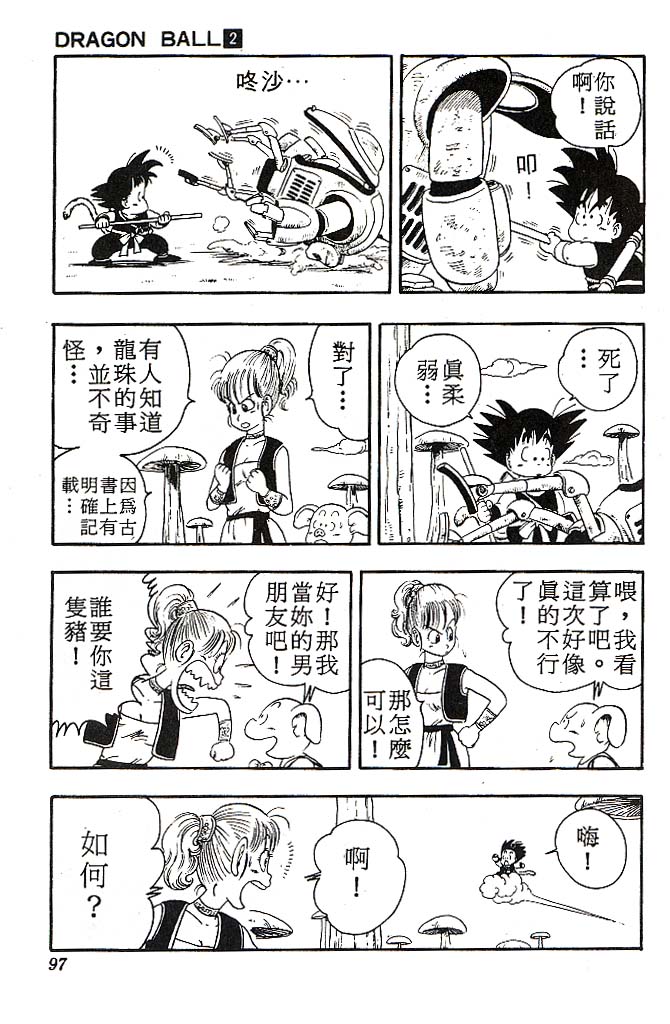 DRAGON BALL 2
你說話
啊！
叩！
咚沙…
死了
…
眞柔
弱…
對了…
有人知道
龍珠的事
，並不奇
怪…
因爲古
書上有
明確記
載…
喂，我看
算了吧。
這次好像
眞的不行
了！
那怎麼
可以！
好！那我
當妳的男
朋友吧！
誰要你這
隻豬！
嗨！
啊！
如何？
97